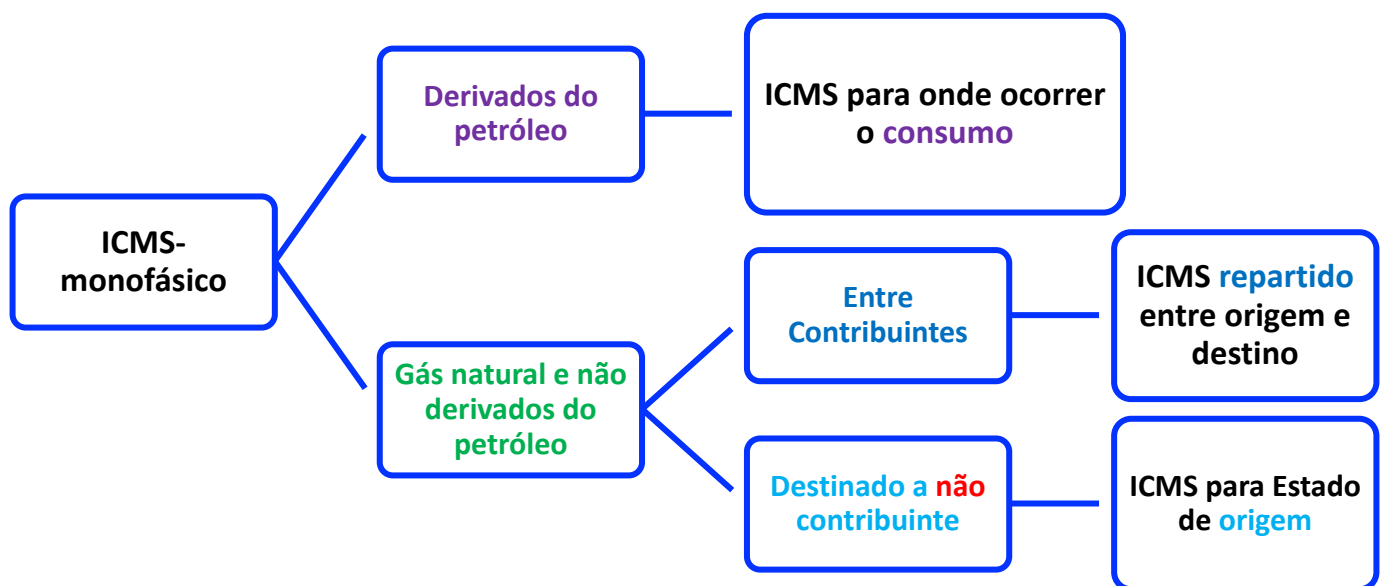 ICMS-
monofásico
Derivados do
petróleo
ICMS para onde ocorrer
o consumo
Gás natural e não
derivados do
petróleo
Entre
Contribuintes
ICMS repartido
entre origem e
destino
Destinado a não
contribuinte
ICMS para Estado
de origem